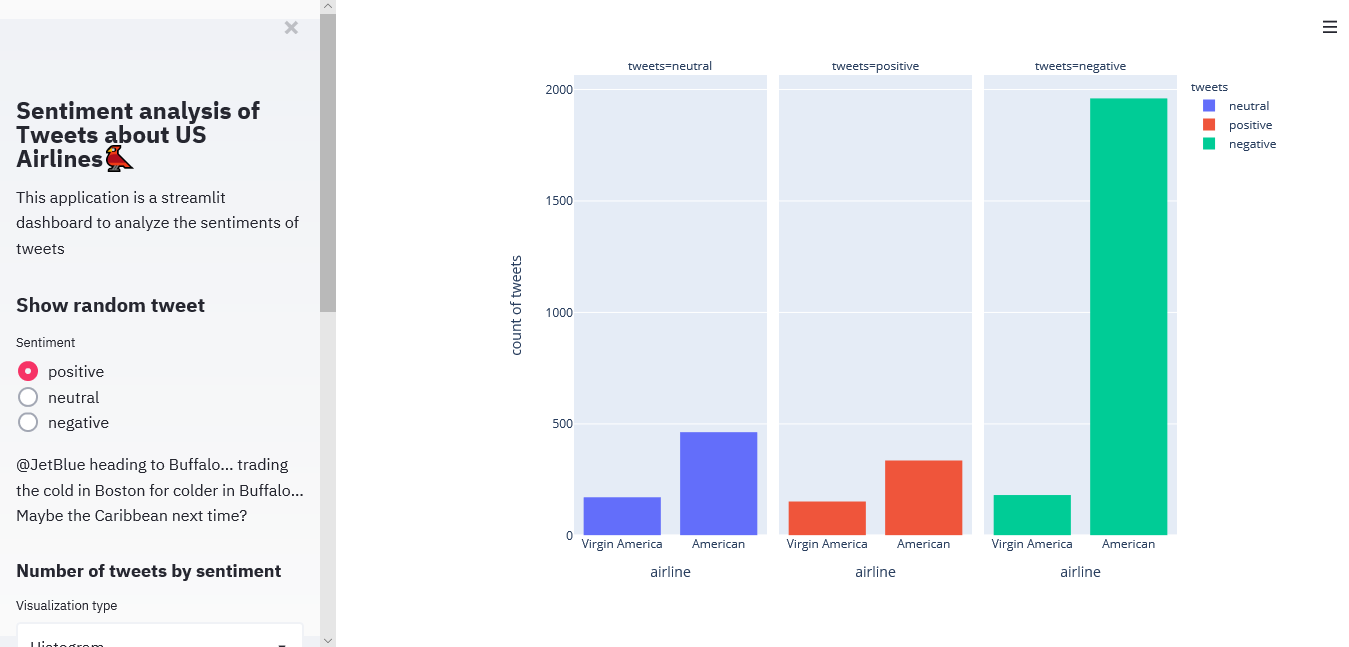 Sentiment analysis of
Tweets about US
Airlines
This application is a streamlit
dashboard to analyze the sentiments of
tweets
Show random tweet
Sentiment
positive
neutral
negative
@JetBlue heading to Buffalo... trading
the cold in Boston for colder in Buffalo...
Maybe the Caribbean next time?
Number of tweets by sentiment
Visualization type
Histogram
tweets=neutral
tweets=positive
tweets=negative
count of tweets
2000
1500
1000
500
0
Virgin America
American
Virgin America
American
Virgin America
American
airline
airline
airline
tweets
neutral
positive
negative